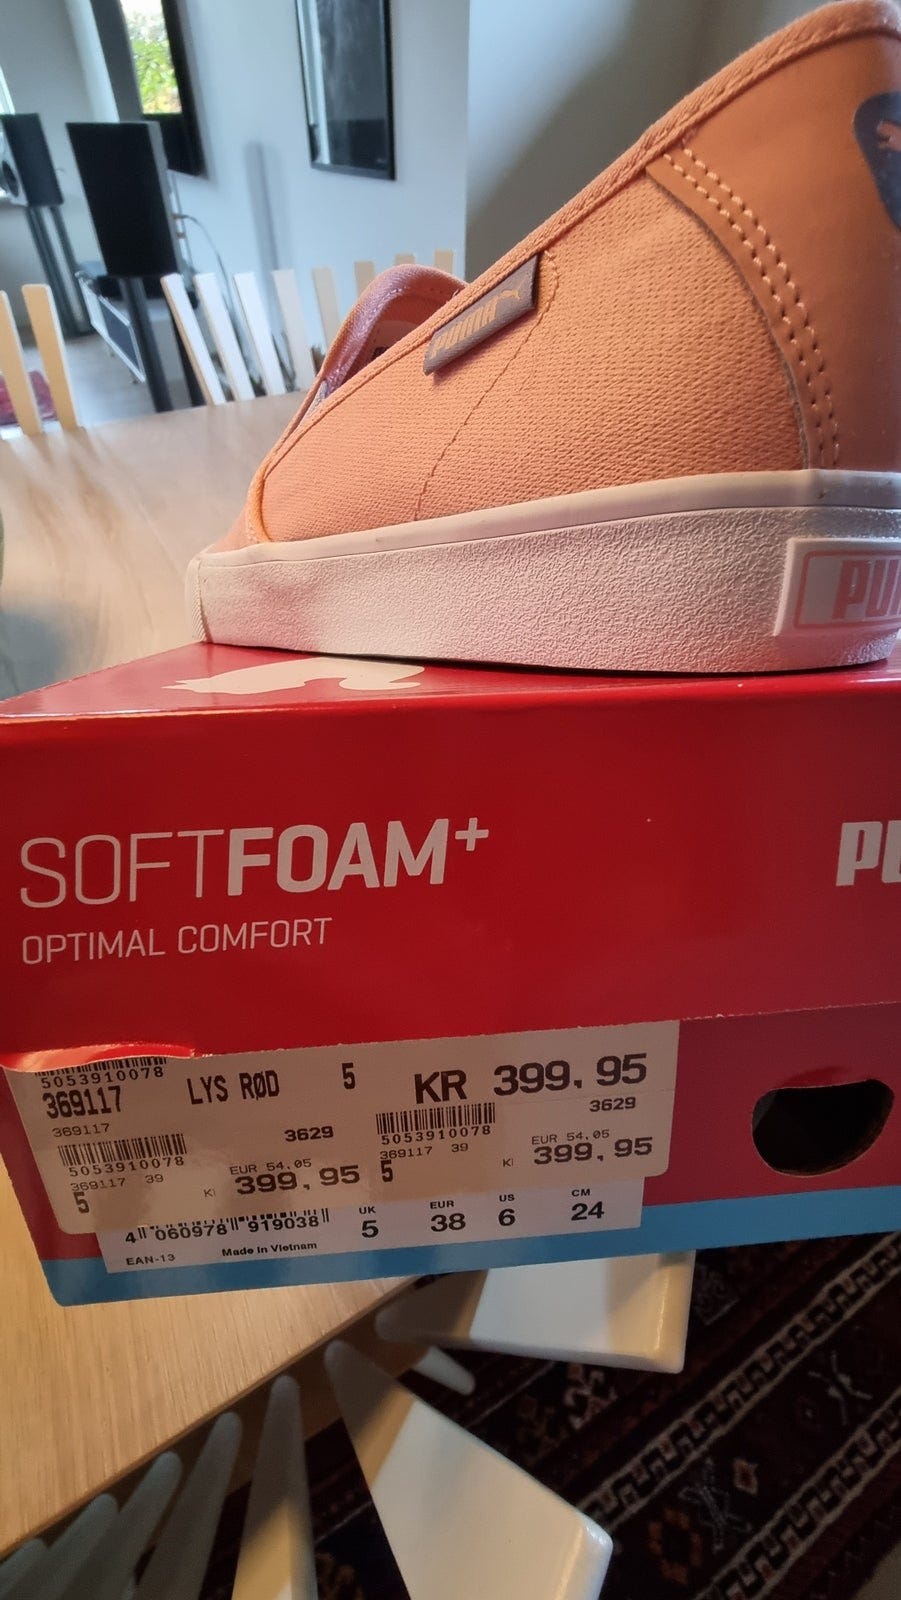 PUMA
PU
SOFTFOAM+
OPTIMAL COMFORT
PU
5053910078
369117 LYS RØD 5 KR 399,95
369117
3629
3629
5053910078
5053910078
369117 39
369117 39
5
5
EUR 54.05
EUR 54.05
399,95
399,95
4 060978 919038
EAN-13
Made in Vietnam
UK
5
EUR
38
US
6
CM
24